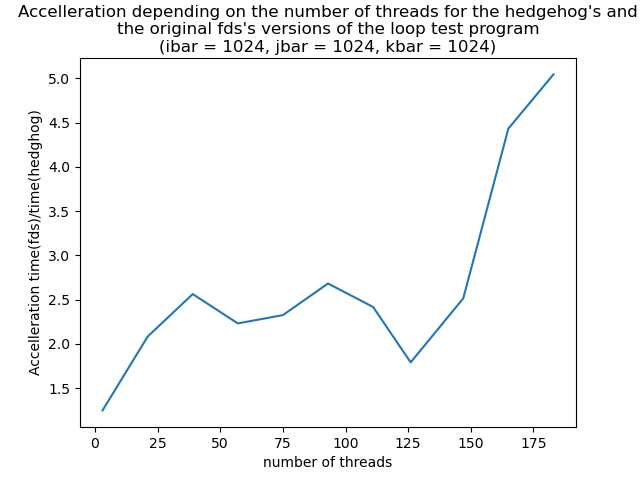 Accelleration depending on the number of threads for the hedgehog's and
the original fds's versions of the loop test program
(ibar = 1024, jbar = 1024, kbar = 1024)
5.0
4.5
4.0
3.5
3.0
2.5
2.0
1.5
Accelleration time(fds)/time(hedghog)
0 25 50 75 100 125 150 175
number of threads